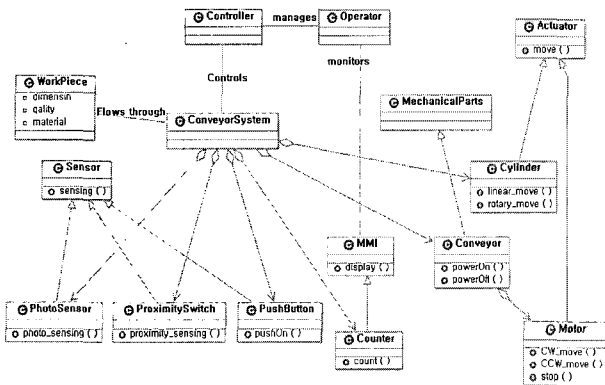 Controller
manages
Operator
Actuator
move ( )
Controls
monitors
WorkPiece
dimensin
qality
material
Flows through
ConveyorSystem
MechanicalParts
Sensor
sensing ( )
Cylinder
linear_move ( )
rotary_move ( )
MMI
display ( )
Conveyor
powerOn ( )
powerOff ( )
PhotoSensor
photo_sensing ( )
ProximitySwitch
proximity_sensing ( )
PushButton
pushOn ( )
Counter
count ( )
Motor
CW_move ( )
CCW_move ( )
stop ( )